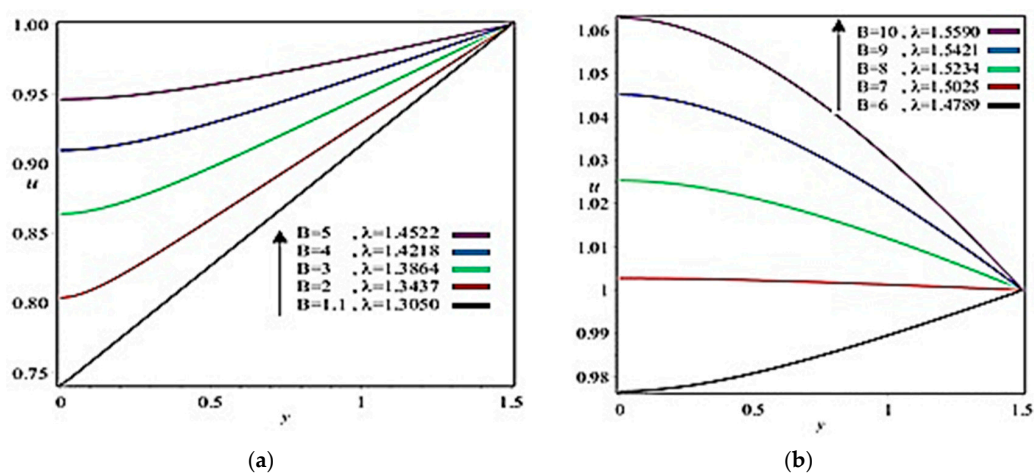 1.00
0.95
0.90
u
0.85
0.80
0.75
B=5 , λ=1.4522
B=4 , λ=1.4218
B=3 , λ=1.3864
B=2 , λ=1.3437
B=1.1 , λ=1.3050
0 0.5 1 1.5
y
(a)
1.06
1.05
1.04
1.03
u
1.02
1.01
1
0.99
0.98
B=10 , λ=1.5590
B=9 , λ=1.5421
B=8 , λ=1.5234
B=7 , λ=1.5025
B=6 , λ=1.4789
0 0.5 1 1.5
y
(b)